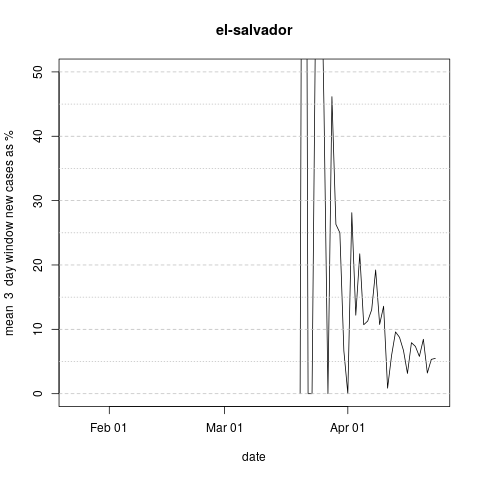 el-salvador
mean  3  day window new cases as %
50
40
30
20
10
0
Feb 01
Mar 01
Apr 01
date